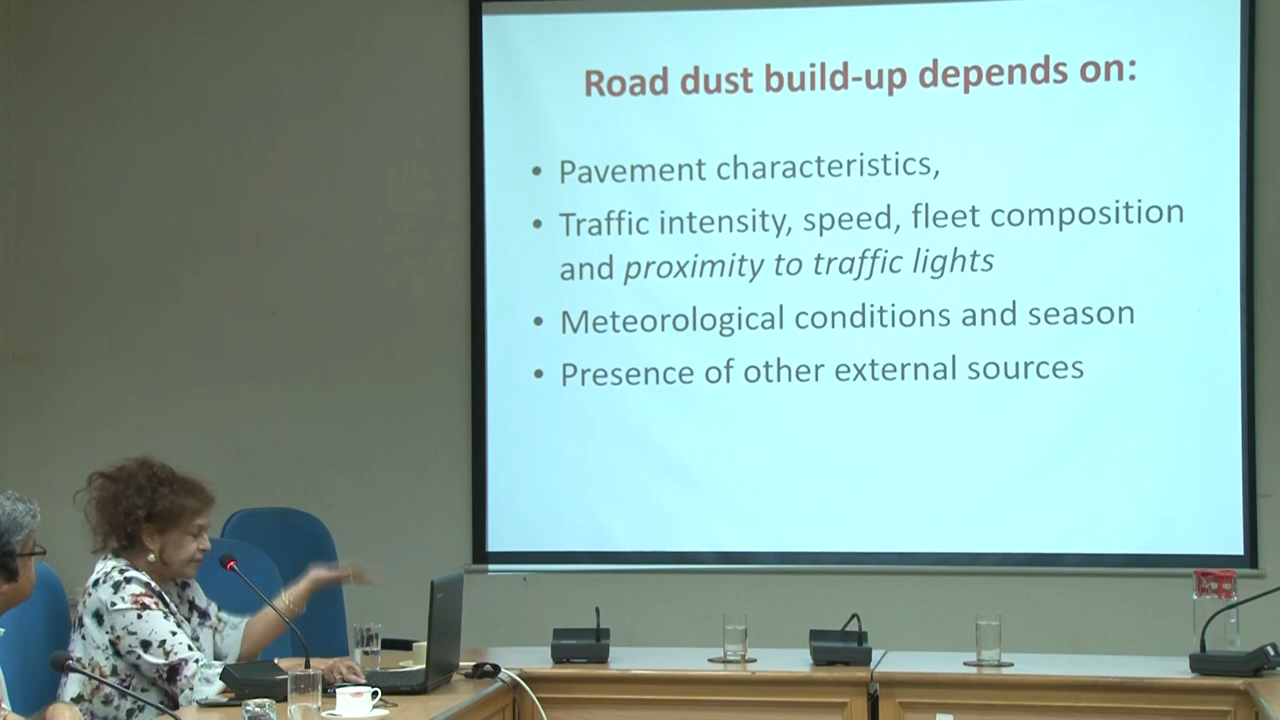 Road dust build-up depends on:
• Pavement characteristics,
• Traffic intensity, speed, fleet composition
and proximity to traffic lights
• Meteorological conditions and season
• Presence of other external sources